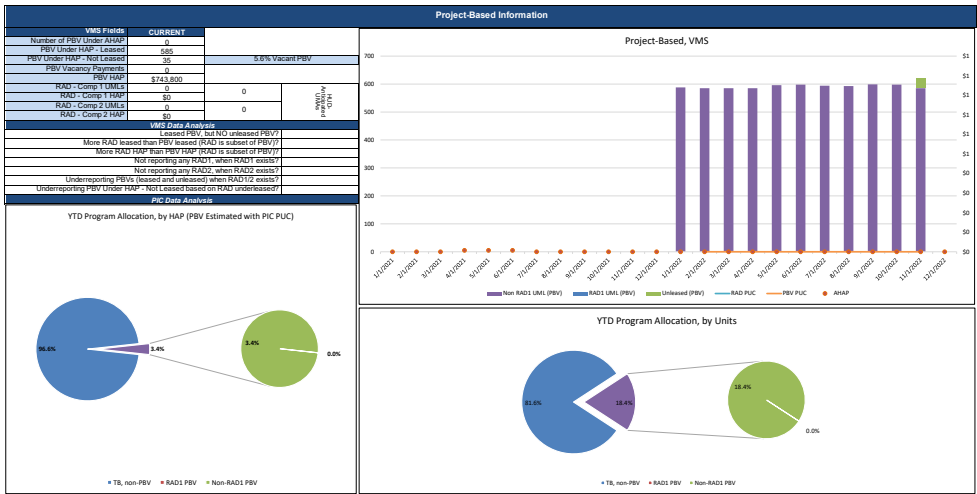 Project-Based Information
VMS Fields CURRENT
Number of PBV Under AHAP 0
PBV Under HAP - Leased 585
PBV Under HAP - Not Leased 35 5.6% Vacant PBV
PBV Vacancy Payments 0
PBV HAP $743,800
RAD - Comp 1 UMLs 0
RAD - Comp 1 HAP $0
0
RAD - Comp 2 UMLs 0
RAD - Comp 2 HAP $0
0
HUD-
Anticipated
UMAs
VMS Data Analysis
Leased PBV, but NO unleased PBV?
More RAD leased than PBV leased (RAD is subset of PBV)?
More RAD HAP than PBV HAP (RAD is subset of PBV)?
Not reporting any RAD1, when RAD1 exists?
Not reporting any RAD2, when RAD2 exists?
Underreporting PBVs (leased and unleased) when RAD1/2 exists?
Underreporting PBV Under HAP - Not Leased based on RAD underleased?
PIC Data Analysis
YTD Program Allocation, by HAP (PBV Estimated with PIC PUC)
96.6%
3.4%
3.4%
0.0%
TB, non-PBV RAD1 PBV Non-RAD1 PBV
Project-Based, VMS
700
600
500
400
300
200
100
0
$1
$1
$1
$1
$1
$1
$0
$0
$0
$0
$0
1/1/2021 2/1/2021 3/1/2021 4/1/2021 5/1/2021 6/1/2021 7/1/2021 8/1/2021 9/1/2021 10/1/2021 11/1/2021 12/1/2021 1/1/2022 2/1/2022 3/1/2022 4/1/2022 5/1/2022 6/1/2022 7/1/2022 8/1/2022 9/1/2022 10/1/2022 11/1/2022 12/1/2022
Non RAD1 UML (PBV) RAD1 UML (PBV) Unleased (PBV) RAD PUC PBV PUC AHAP
YTD Program Allocation, by Units
81.6%
18.4%
18.4%
0.0%
TB, non-PBV RAD1 PBV Non-RAD1 PBV